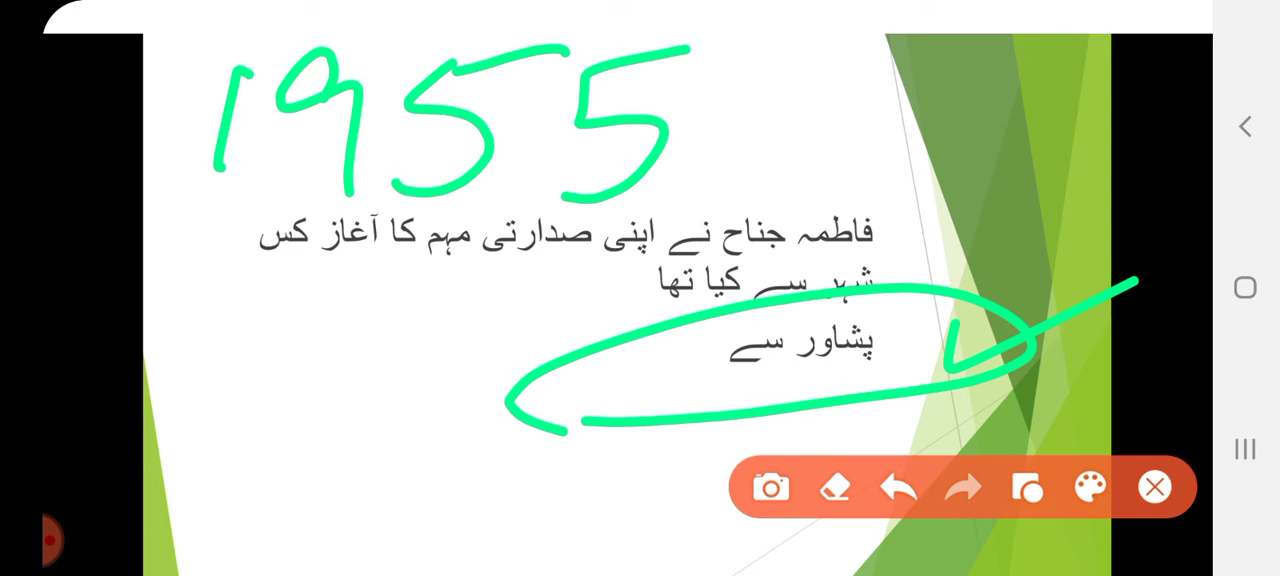 1955
فاطمہ جناح نے اپنی صدارتی مہم کا آغاز کس
شہر سے کیا تھا
پشاور سے